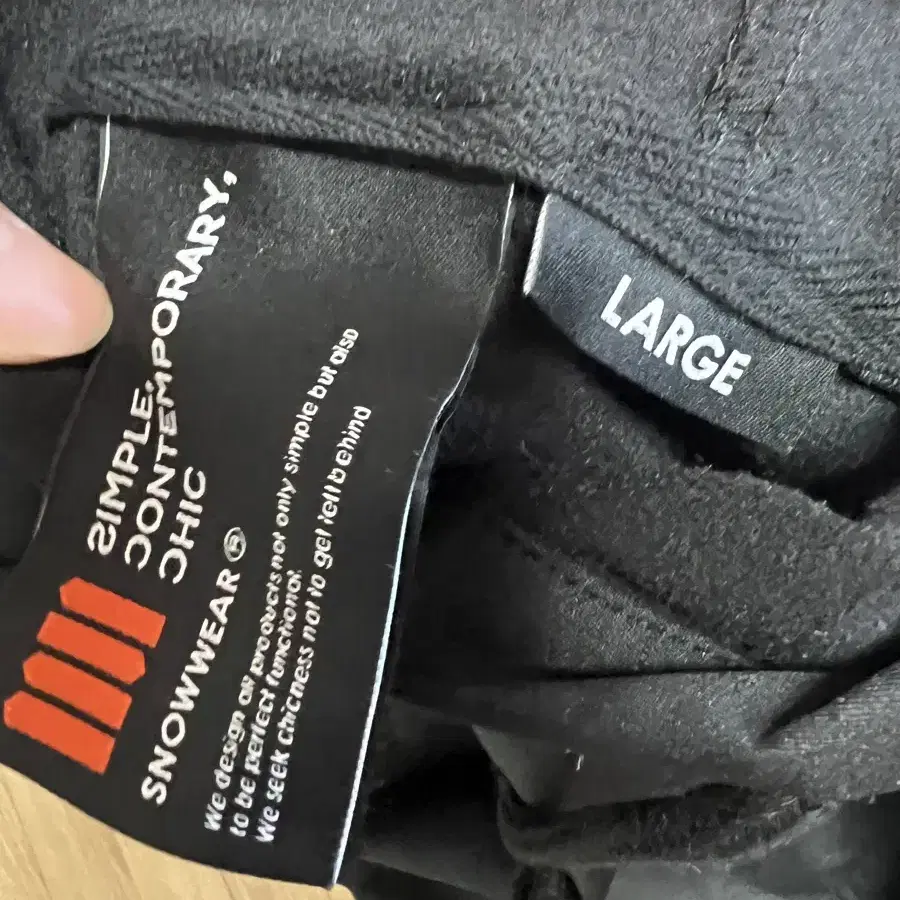 SIMPLE,
CONTEMPORARY,
CHIC
SNOWWEAR ®
We design all products not only simple but also
to be perfect functional.
We seek chicness not to get left behind
LARGE